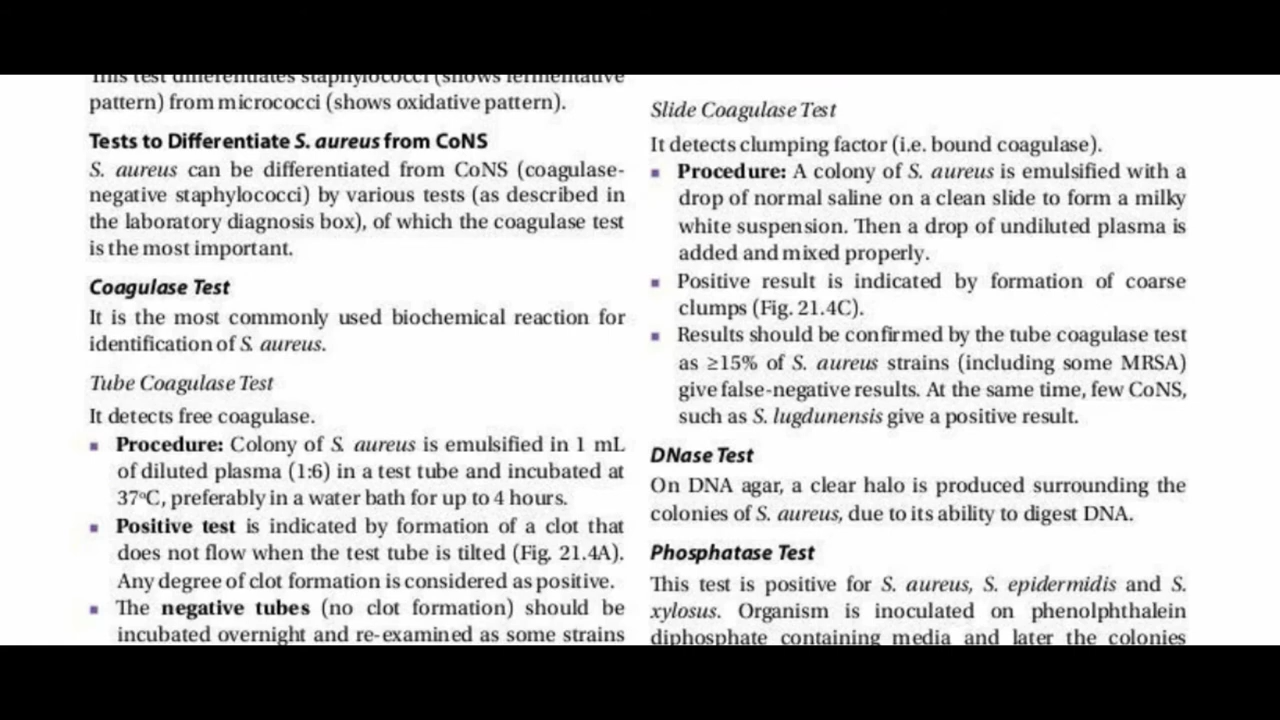 This test differentiates staphylococci (shows fermentative
pattern) from micrococci (shows oxidative pattern).
Tests to Differentiate S. aureus from CoNS
S. aureus can be differentiated from CoNS (coagulase-
negative staphylococci) by various tests (as described in
the laboratory diagnosis box), of which the coagulase test
is the most important.
Coagulase Test
It is the most commonly used biochemical reaction for
identification of S. aureus.
Tube Coagulase Test
It detects free coagulase.
▪ Procedure: Colony of S. aureus is emulsified in 1 mL
of diluted plasma (1:6) in a test tube and incubated at
37°C, preferably in a water bath for up to 4 hours.
▪ Positive test is indicated by formation of a clot that
does not flow when the test tube is tilted (Fig. 21.4A).
Any degree of clot formation is considered as positive.
▪ The negative tubes (no clot formation) should be
incubated overnight and re-examined as some strains
Slide Coagulase Test
It detects clumping factor (i.e. bound coagulase).
▪ Procedure: A colony of S. aureus is emulsified with a
drop of normal saline on a clean slide to form a milky
white suspension. Then a drop of undiluted plasma is
added and mixed properly.
▪ Positive result is indicated by formation of coarse
clumps (Fig. 21.4C).
▪ Results should be confirmed by the tube coagulase test
as ≥15% of S. aureus strains (including some MRSA)
give false-negative results. At the same time, few CoNS,
such as S. lugdunensis give a positive result.
DNase Test
On DNA agar, a clear halo is produced surrounding the
colonies of S. aureus, due to its ability to digest DNA.
Phosphatase Test
This test is positive for S. aureus, S. epidermidis and S.
xylosus. Organism is inoculated on phenolphthalein
diphosphate containing media and later the colonies